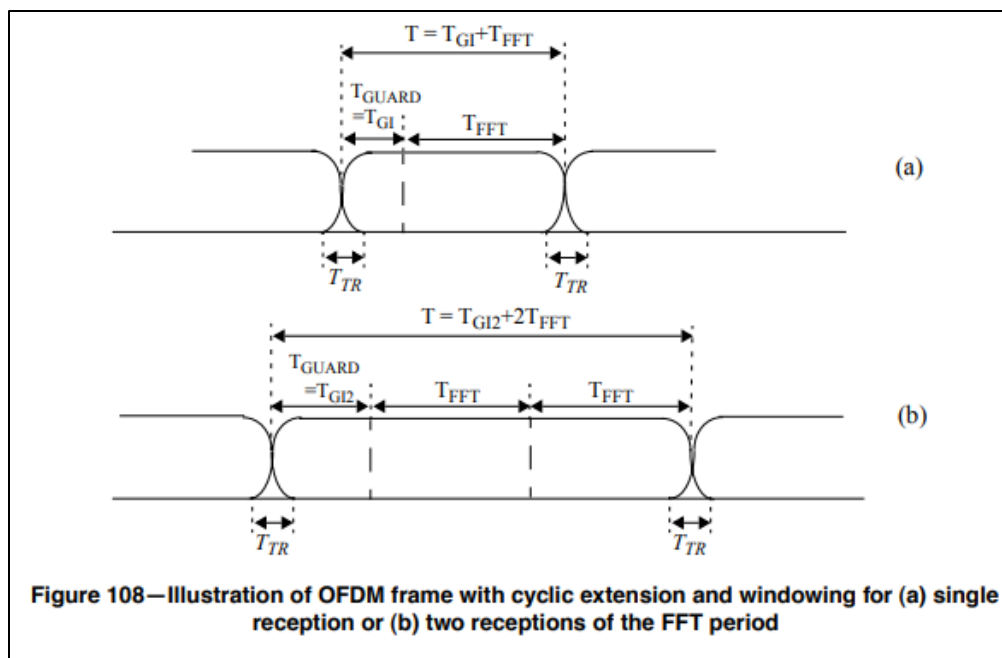 T = TGI+TFFT
TGUARD
=TGI
TFFT
(a)
TTR
TTR
T = TGI2+2TFFT
TGUARD
=TGI2
TFFT
TFFT
(b)
TTR
TTR
Figure 108—Illustration of OFDM frame with cyclic extension and windowing for (a) single
reception or (b) two receptions of the FFT period